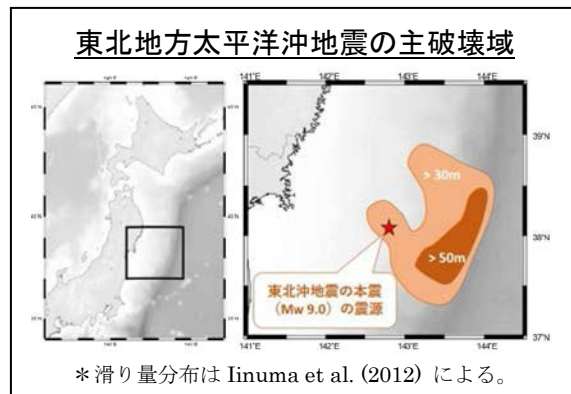 東北地方太平洋沖地震の主破壊域
141°E 142°E 143°E 144°E
39°N
> 30m
38°N
> 50m
東北沖地震の本震
(Mw 9.0) の震源
37°N
141°E 142°E 143°E 144°E
＊滑り量分布は Iinuma et al. (2012) による。